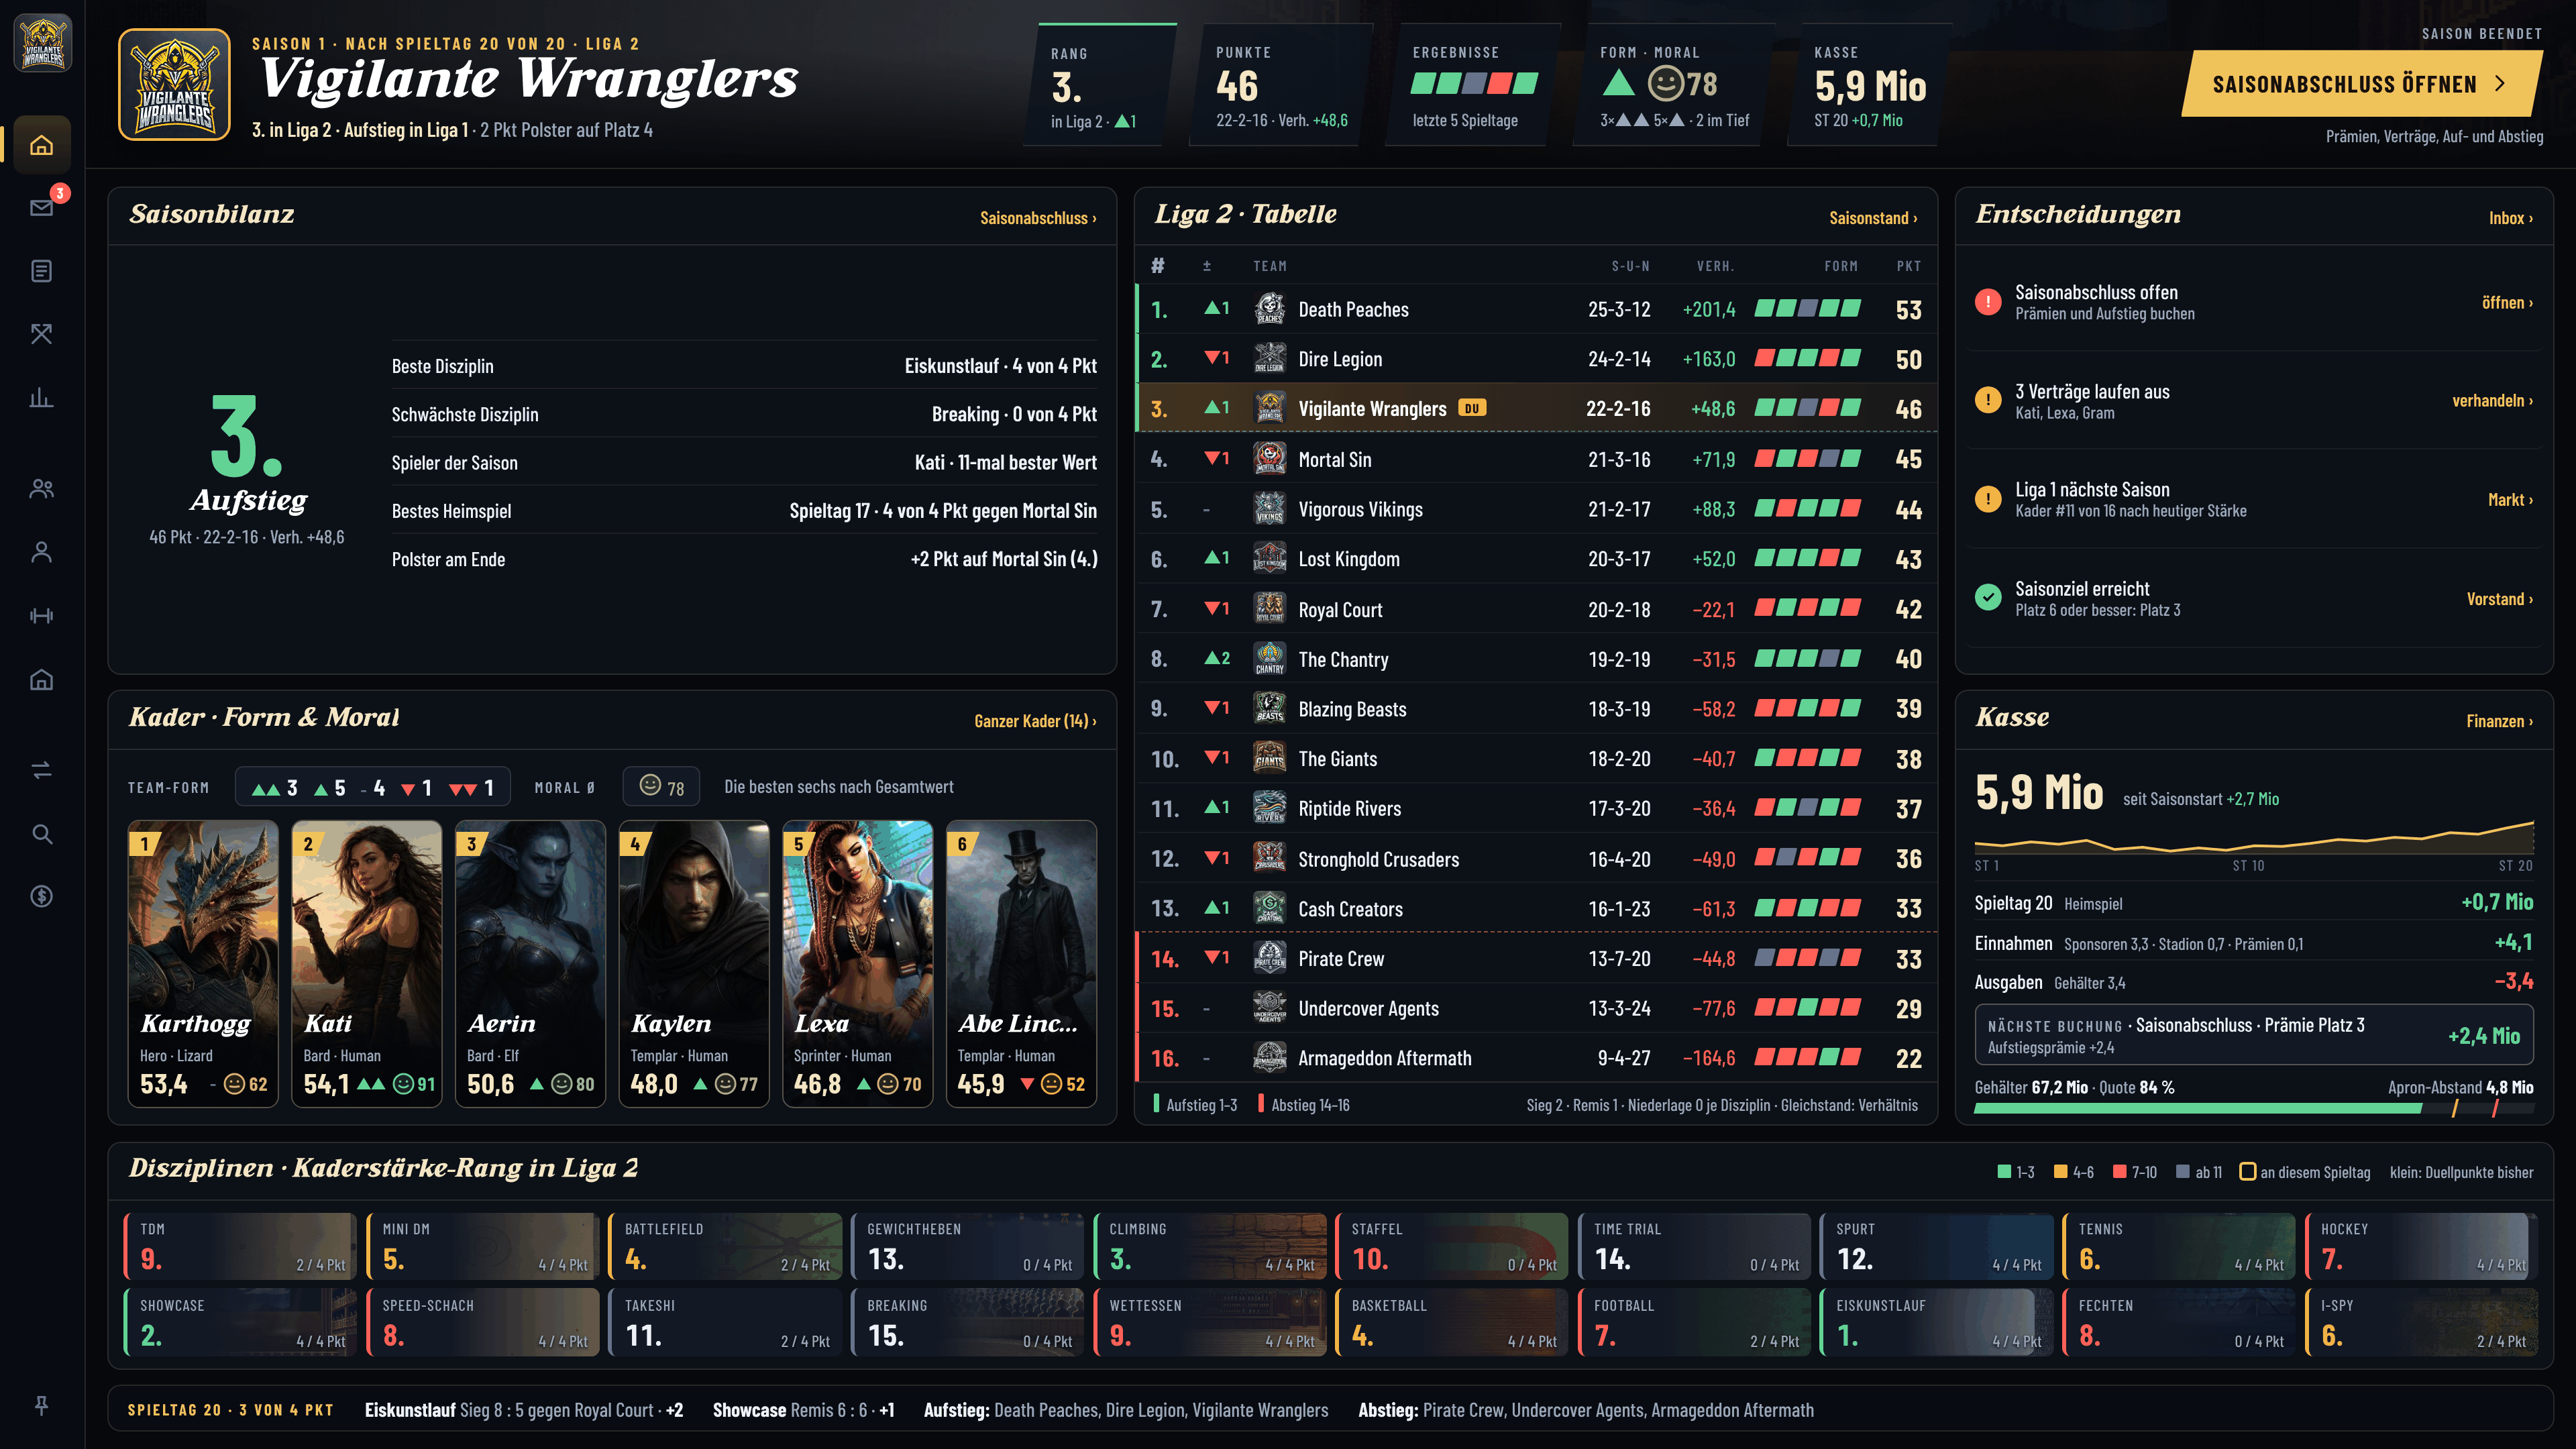 VIGILANTE WRANGLERS
SAISON 1 · NACH SPIELTAG 20 VON 20 · LIGA 2
Vigilante Wranglers
3. in Liga 2 · Aufstieg in Liga 1 · 2 Pkt Polster auf Platz 4
RANG
3.
in Liga 2 · ▲1
PUNKTE
46
22-2-16 · Verh. +48,6
ERGEBNISSE
letzte 5 Spieltage
FORM · MORAL
▲ 78
3×▲▲ 5×▲ · 2 im Tief
KASSE
5,9 Mio
ST 20 +0,7 Mio
SAISON BEENDET
SAISONABSCHLUSS ÖFFNEN ›
Prämien, Verträge, Auf- und Abstieg
3
Saisonbilanz
Saisonabschluss ›
3.
Aufstieg
46 Pkt · 22-2-16 · Verh. +48,6
Beste Disziplin Eiskunstlauf · 4 von 4 Pkt
Schwächste Disziplin Breaking · 0 von 4 Pkt
Spieler der Saison Kati · 11-mal bester Wert
Bestes Heimspiel Spieltag 17 · 4 von 4 Pkt gegen Mortal Sin
Polster am Ende +2 Pkt auf Mortal Sin (4.)
Liga 2 · Tabelle
Saisonstand ›
# ± TEAM S-U-N VERH. FORM PKT
1. ▲1 Death Peaches 25-3-12 +201,4 53
2. ▼1 Dire Legion 24-2-14 +163,0 50
3. ▲1 Vigilante Wranglers DU 22-2-16 +48,6 46
4. ▼1 Mortal Sin 21-3-16 +71,9 45
5. - Vigorous Vikings 21-2-17 +88,3 44
6. ▲1 Lost Kingdom 20-3-17 +52,0 43
7. ▼1 Royal Court 20-2-18 −22,1 42
8. ▲2 The Chantry 19-2-19 −31,5 40
9. ▼1 Blazing Beasts 18-3-19 −58,2 39
10. ▼1 The Giants 18-2-20 −40,7 38
11. ▲1 Riptide Rivers 17-3-20 −36,4 37
12. ▼1 Stronghold Crusaders 16-4-20 −49,0 36
13. ▲1 Cash Creators 16-1-23 −61,3 33
14. ▼1 Pirate Crew 13-7-20 −44,8 33
15. - Undercover Agents 13-3-24 −77,6 29
16. - Armageddon Aftermath 9-4-27 −164,6 22
Aufstieg 1–3 Abstieg 14–16 Sieg 2 · Remis 1 · Niederlage 0 je Disziplin · Gleichstand: Verhältnis
Entscheidungen
Inbox ›
Saisonabschluss offen
Prämien und Aufstieg buchen
öffnen ›
3 Verträge laufen aus
Kati, Lexa, Gram
verhandeln ›
Liga 1 nächste Saison
Kader #11 von 16 nach heutiger Stärke
Markt ›
Saisonziel erreicht
Platz 6 oder besser: Platz 3
Vorstand ›
Kader · Form & Moral
Ganzer Kader (14) ›
TEAM-FORM ▲▲ 3 ▲ 5 - 4 ▼ 1 ▼▼ 1 MORAL Ø 78 Die besten sechs nach Gesamtwert
1
Karthogg
Hero · Lizard
53,4 - 62
2
Kati
Bard · Human
54,1 ▲▲ 91
3
Aerin
Bard · Elf
50,6 ▲ 80
4
Kaylen
Templar · Human
48,0 ▲ 77
5
Lexa
Sprinter · Human
46,8 ▲ 70
6
Abe Linc...
Templar · Human
45,9 ▼ 52
Kasse
Finanzen ›
5,9 Mio seit Saisonstart +2,7 Mio
ST 1 ST 10 ST 20
Spieltag 20 Heimspiel +0,7 Mio
Einnahmen Sponsoren 3,3 · Stadion 0,7 · Prämien 0,1 +4,1
Ausgaben Gehälter 3,4 −3,4
NÄCHSTE BUCHUNG · Saisonabschluss · Prämie Platz 3
Aufstiegsprämie +2,4
+2,4 Mio
Gehälter 67,2 Mio · Quote 84 % Apron-Abstand 4,8 Mio
Disziplinen · Kaderstärke-Rang in Liga 2
1–3 4–6 7–10 ab 11 an diesem Spieltag klein: Duellpunkte bisher
TDM
9. 2 / 4 Pkt
MINI DM
5. 4 / 4 Pkt
BATTLEFIELD
4. 2 / 4 Pkt
GEWICHTHEBEN
13. 0 / 4 Pkt
CLIMBING
3. 4 / 4 Pkt
STAFFEL
10. 0 / 4 Pkt
TIME TRIAL
14. 0 / 4 Pkt
SPURT
12. 4 / 4 Pkt
TENNIS
6. 4 / 4 Pkt
HOCKEY
7. 4 / 4 Pkt
SHOWCASE
2. 4 / 4 Pkt
SPEED-SCHACH
8. 4 / 4 Pkt
TAKESHI
11. 2 / 4 Pkt
BREAKING
15. 0 / 4 Pkt
WETTESSEN
9. 4 / 4 Pkt
BASKETBALL
4. 4 / 4 Pkt
FOOTBALL
7. 2 / 4 Pkt
EISKUNSTLAUF
1. 4 / 4 Pkt
FECHTEN
8. 0 / 4 Pkt
I-SPY
6. 2 / 4 Pkt
SPIELTAG 20 · 3 VON 4 PKT Eiskunstlauf Sieg 8 : 5 gegen Royal Court · +2 Showcase Remis 6 : 6 · +1 Aufstieg: Death Peaches, Dire Legion, Vigilante Wranglers Abstieg: Pirate Crew, Undercover Agents, Armageddon Aftermath